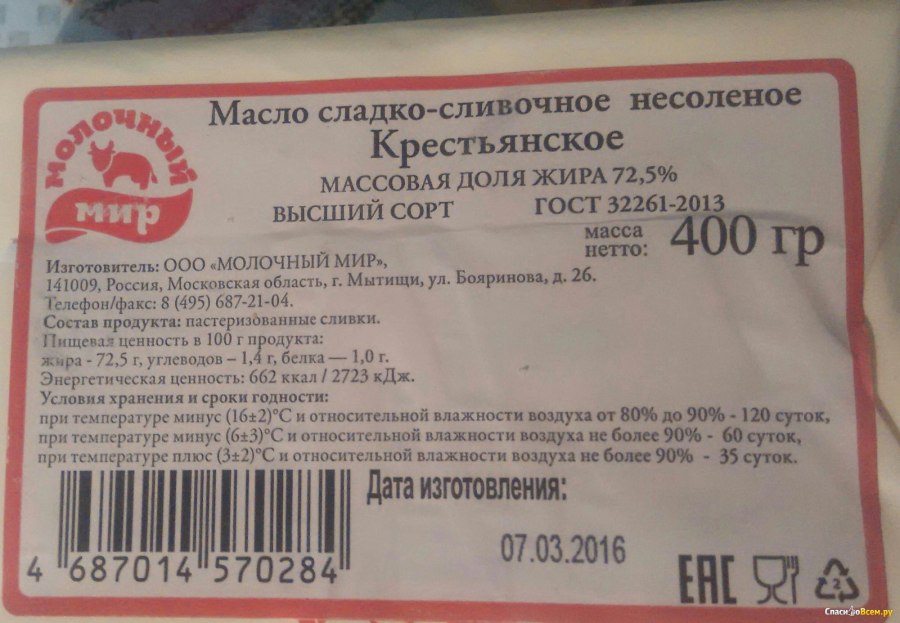 МОЛОЧНЫЙ
мир
Масло сладко-сливочное несоленое
Крестьянское
МАССОВАЯ ДОЛЯ ЖИРА 72,5%
ВЫСШИЙ СОРТ ГОСТ 32261-2013
масса
нетто: 400 гр
Изготовитель: ООО «МОЛОЧНЫЙ МИР»,
141009, Россия, Московская область, г. Мытищи, ул. Бояринова, д. 26.
Телефон/факс: 8 (495) 687-21-04.
Состав продукта: пастеризованные сливки.
Пищевая ценность в 100 г продукта:
жира - 72,5 г, углеводов – 1,4 г, белка — 1,0 г.
Энергетическая ценность: 662 ккал / 2723 кДж.
Условия хранения и сроки годности:
при температуре минус (16±2)°С и относительной влажности воздуха от 80% до 90% - 120 суток,
при температуре минус (6±3)°С и относительной влажности воздуха не более 90% - 60 суток,
при температуре плюс (3±2)°С и относительной влажности воздуха не более 90% - 35 суток.
Дата изготовления:
07.03.2016
4 687014 570284
ЕАС
2
СпасибоВсем.ру